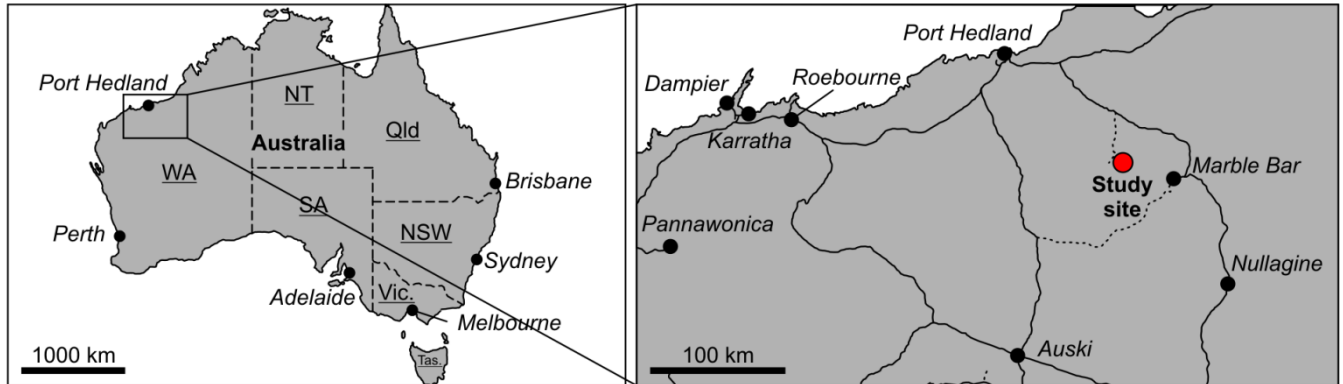 Port Hedland
NT
Australia
Qld
WA
Brisbane
SA
Perth
NSW
Sydney
Adelaide
Vic.
Melbourne
Tas.
1000 km
Port Hedland
Dampier
Roebourne
Karratha
Marble Bar
Study
site
Pannawonica
Nullagine
Auski
100 km